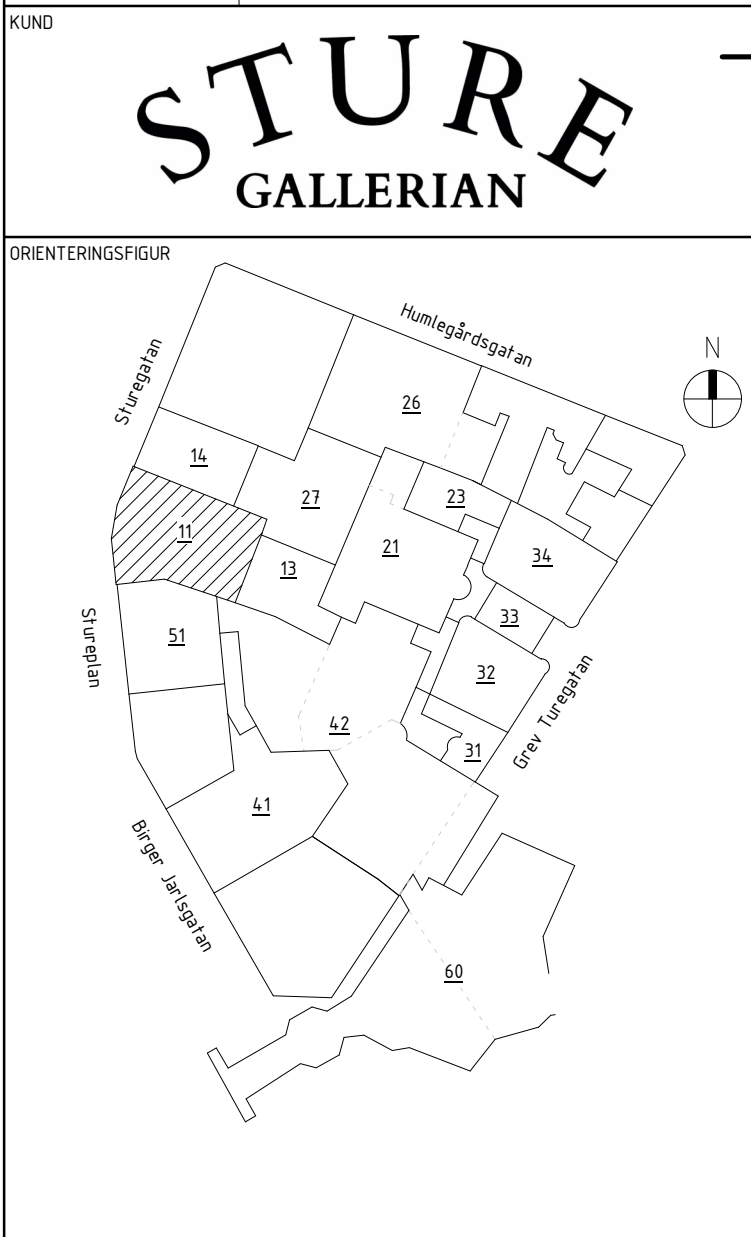 KUND
STURE
GALLERIAN
ORIENTERINGSFIGUR
Humlegårdsgatan
Sturegatan
N
26
14
27
23
11
21
34
13
33
51
32
Stureplan
42
31
Grev Turegatan
41
Birger Jarlsgatan
60